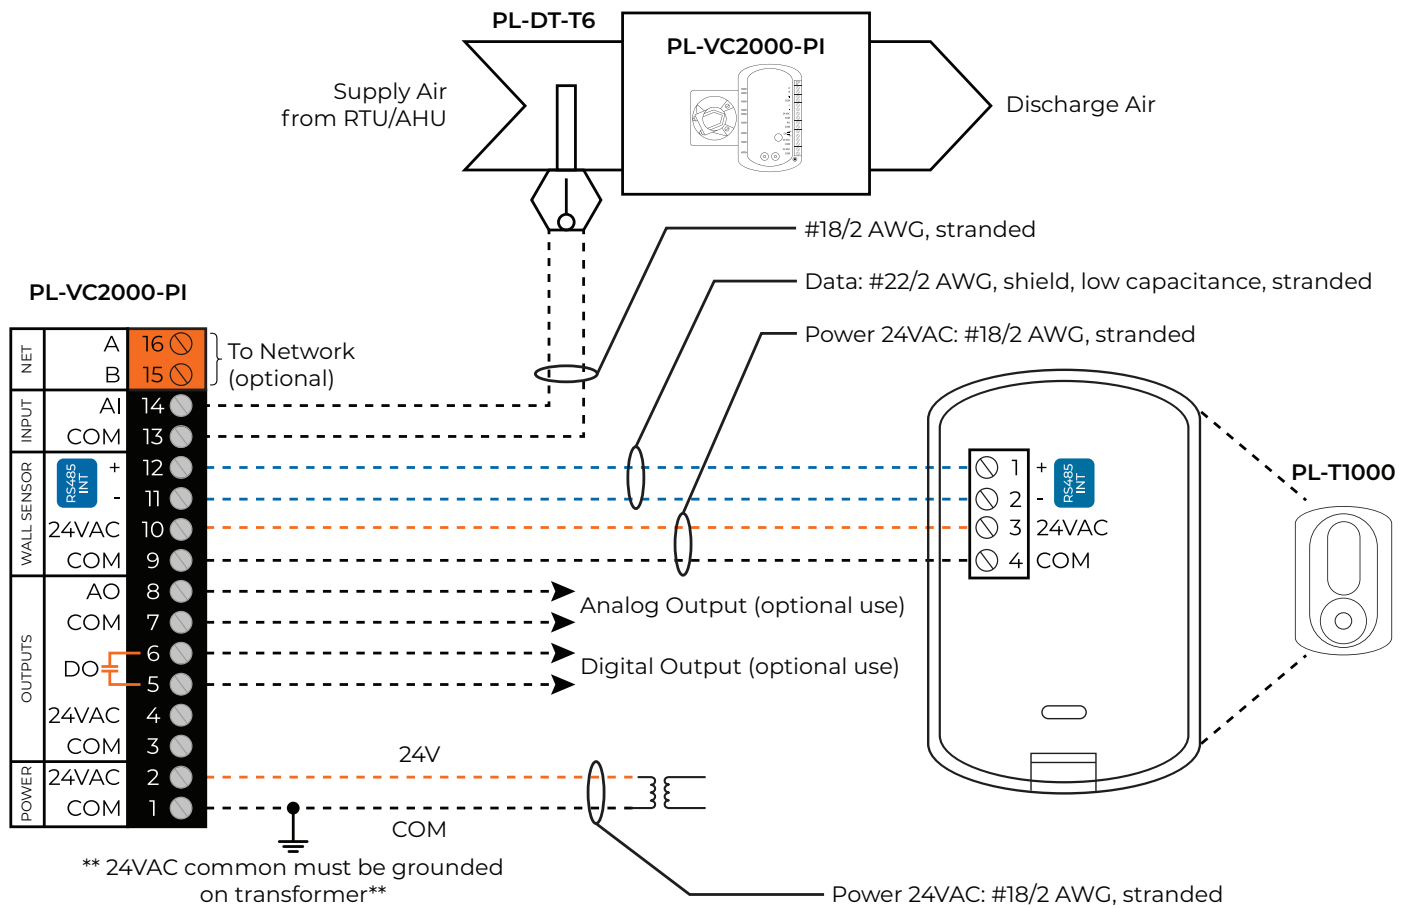 PL-DT-T6
PL-VC2000-PI
Supply Air
from RTU/AHU
Discharge Air
#18/2 AWG, stranded
Data: #22/2 AWG, shield, low capacitance, stranded
Power 24VAC: #18/2 AWG, stranded
PL-VC2000-PI
NET
A 16
B 15
To Network
(optional)
INPUT
AI 14
COM 13
WALL SENSOR
RS485
INT
+ 12
- 11
24VAC 10
COM 9
OUTPUTS
AO 8
COM 7
DO
6
5
24VAC 4
COM 3
POWER
24VAC 2
COM 1
Analog Output (optional use)
Digital Output (optional use)
24V
COM
** 24VAC common must be grounded
on transformer**
Power 24VAC: #18/2 AWG, stranded
1 +
2 -
RS485
INT
3 24VAC
4 COM
PL-T1000